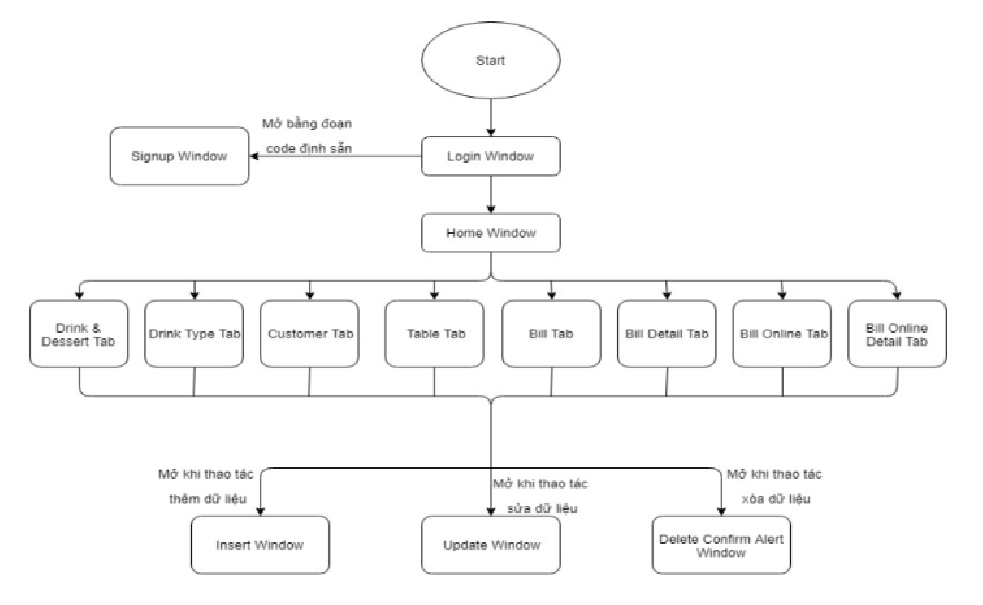 Start
Mở bằng đoạn
code định sẵn
Signup Window
Login Window
Home Window
Drink &
Dessert Tab
Drink Type Tab
Customer Tab
Table Tab
Bill Tab
Bill Detail Tab
Bill Online Tab
Bill Online
Detail Tab
Mở khi thao tác
thêm dữ liệu
Mở khi thao tác
sửa dữ liệu
Mở khi thao tác
xóa dữ liệu
Insert Window
Update Window
Delete Confirm Alert
Window